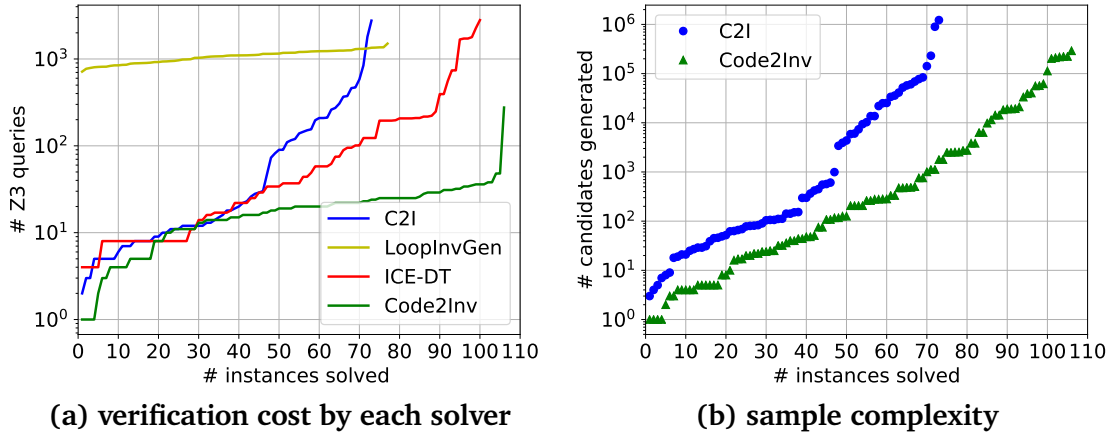 # Z3 queries
10³
10²
10¹
10⁰
0 10 20 30 40 50 60 70 80 90 100 110
# instances solved
C2I
LoopInvGen
ICE-DT
Code2Inv
(a) verification cost by each solver
# candidates generated
10⁶
10⁵
10⁴
10³
10²
10¹
10⁰
0 10 20 30 40 50 60 70 80 90 100 110
# instances solved
C2I
Code2Inv
(b) sample complexity